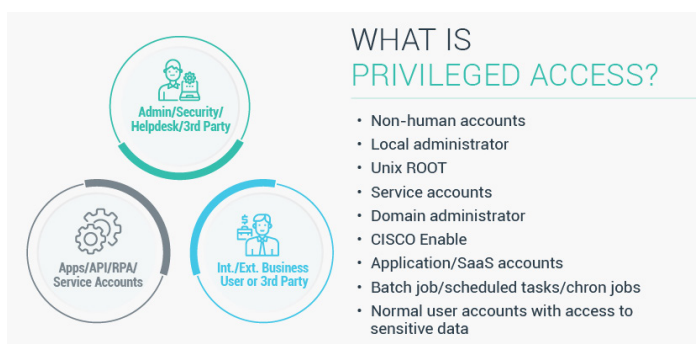 Admin/Security/
Helpdesk/3rd Party
Apps/API/RPA/
Service Accounts
Int./Ext. Business
User or 3rd Party
WHAT IS
PRIVILEGED ACCESS?
• Non-human accounts
• Local administrator
• Unix ROOT
• Service accounts
• Domain administrator
• CISCO Enable
• Application/SaaS accounts
• Batch job/scheduled tasks/chron jobs
• Normal user accounts with access to
sensitive data